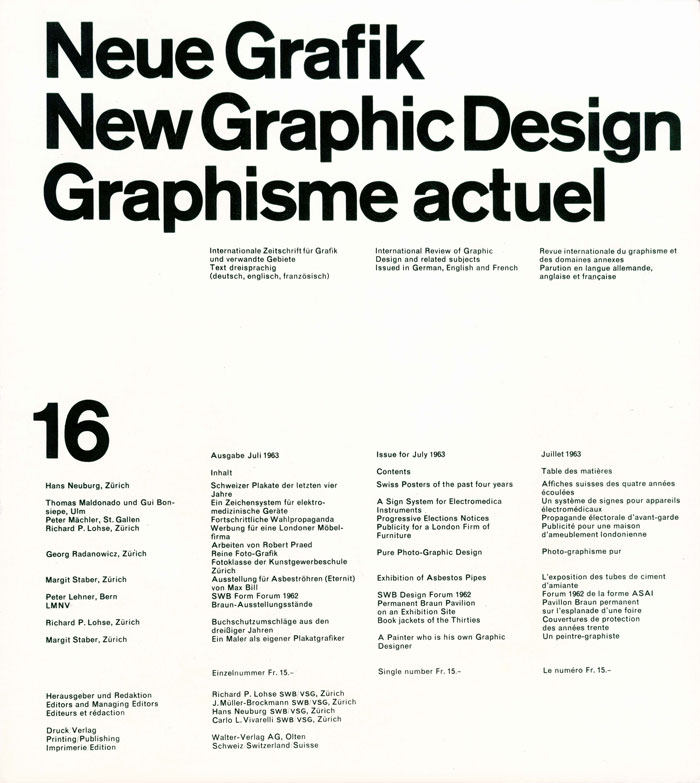 Neue Grafik
New Graphic Design
Graphisme actuel
Internationale Zeitschrift für Grafik
und verwandte Gebiete
Text dreisprachig
(deutsch, englisch, französisch)
International Review of Graphic
Design and related subjects
Issued in German, English and French
Revue internationale du graphisme et
des domaines annexes
Parution en langue allemande,
anglaise et française
16
Ausgabe Juli 1963
Issue for July 1963
Juillet 1963
Hans Neuburg, Zürich
Thomas Maldonado und Gui Bon-
siepe, Ulm
Peter Mächler, St. Gallen
Richard P. Lohse, Zürich
Georg Radanowicz, Zürich
Margit Staber, Zürich
Peter Lehner, Bern
LMNV
Richard P. Lohse, Zürich
Margit Staber, Zürich
Inhalt
Schweizer Plakate der letzten vier
Jahre
Ein Zeichensystem für elektro-
medizinische Geräte
Fortschrittliche Wahlpropaganda
Werbung für eine Londoner Möbel-
firma
Arbeiten von Robert Praed
Reine Foto-Grafik
Fotoklasse der Kunstgewerbeschule
Zürich
Ausstellung für Asbeströhren (Eternit)
von Max Bill
SWB Form Forum 1962
Braun-Ausstellungsstände
Buchschutzumschläge aus den
dreißiger Jahren
Ein Maler als eigener Plakatgrafiker
Einzelnummer Fr. 15.–
Contents
Swiss Posters of the past four years
A Sign System for Electromedica
Instruments
Progressive Elections Notices
Publicity for a London Firm of
Furniture
Pure Photo-Graphic Design
Exhibition of Asbestos Pipes
SWB Design Forum 1962
Permanent Braun Pavilion
on an Exhibition Site
Book jackets of the Thirties
A Painter who is his own Graphic
Designer
Single number Fr. 15.–
Table des matières
Affiches suisses des quatre années
écoulées
Un système de signes pour appareils
électromédicaux
Propagande électorale d'avant-garde
Publicité pour une maison
d'ameublement londonienne
Photo-graphisme pur
L'exposition des tubes de ciment
d'amiante
Forum 1962 de la forme ASAI
Pavillon Braun permanent
sur l'esplanade d'une foire
Couvertures de protection
des années trente
Un peintre-graphiste
Le numéro Fr. 15.–
Herausgeber und Redaktion
Editors and Managing Editors
Editeurs et rédaction
Richard P. Lohse SWB/VSG, Zürich
J. Müller-Brockmann SWB/VSG, Zürich
Hans Neuburg SWB/VSG, Zürich
Carlo L. Vivarelli SWB/VSG, Zürich
Druck Verlag
Printing/Publishing
Imprimerie Edition
Walter-Verlag AG, Olten
Schweiz/Switzerland/Suisse